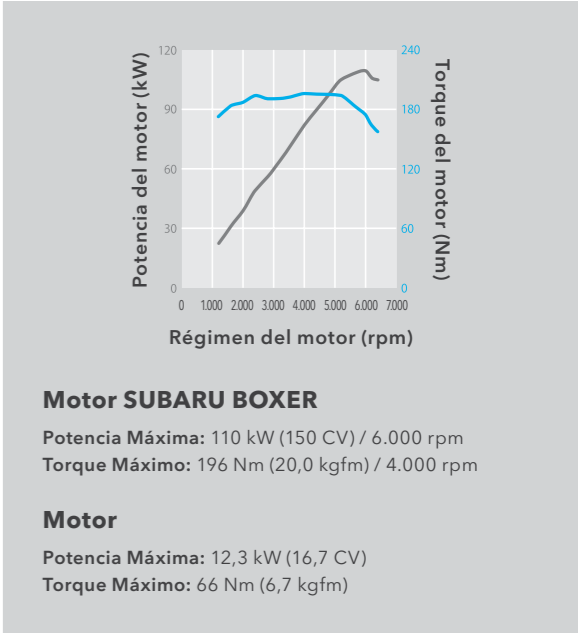 120
90
60
30
0
Potencia del motor (kW)
240
180
120
60
0
Torque del motor (Nm)
0 1.000 2.000 3.000 4.000 5.000 6.000 7.000
Régimen del motor (rpm)
Motor SUBARU BOXER
Potencia Máxima: 110 kW (150 CV) / 6.000 rpm
Torque Máximo: 196 Nm (20,0 kgfm) / 4.000 rpm
Motor
Potencia Máxima: 12,3 kW (16,7 CV)
Torque Máximo: 66 Nm (6,7 kgfm)